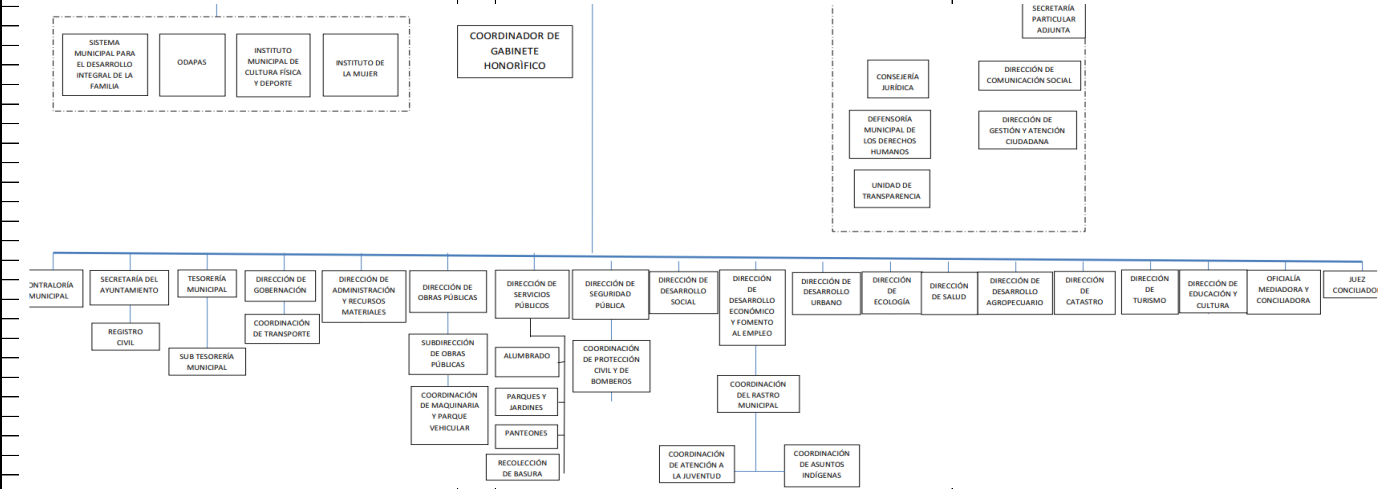 SISTEMA
MUNICIPAL PARA
EL DESARROLLO
INTEGRAL DE LA
FAMILIA
ODAPAS
INSTITUTO
MUNICIPAL DE
CULTURA FÍSICA
Y DEPORTE
INSTITUTO DE
LA MUJER
COORDINADOR DE
GABINETE
HONORÌFICO
SECRETARÍA
PARTICULAR
ADJUNTA
CONSEJERÍA
JURÍDICA
DIRECCIÓN DE
COMUNICACIÓN SOCIAL
DEFENSORÍA
MUNICIPAL DE
LOS DERECHOS
HUMANOS
DIRECCIÓN DE
GESTIÓN Y ATENCIÓN
CIUDADANA
UNIDAD DE
TRANSPARENCIA
ONTRALORÍA
MUNICIPAL
SECRETARÍA DEL
AYUNTAMIENTO
TESORERÍA
MUNICIPAL
DIRECCIÓN DE
GOBERNACIÓN
DIRECCIÓN DE
ADMINISTRACIÓN
Y RECURSOS
MATERIALES
DIRECCIÓN DE
OBRAS PÚBLICAS
DIRECCIÓN DE
SERVICIOS
PÚBLICOS
DIRECCIÓN DE
SEGURIDAD
PÚBLICA
DIRECCIÓN DE
DESARROLLO
SOCIAL
DIRECCIÓN
DE
DESARROLLO
ECONÓMICO
Y FOMENTO
AL EMPLEO
DIRECCIÓN DE
DESARROLLO
URBANO
DIRECCIÓN
DE
ECOLOGÍA
DIRECCIÓN
DE SALUD
DIRECCIÓN DE
DESARROLLO
AGROPECUARIO
DIRECCIÓN
DE
CATASTRO
DIRECCIÓN
DE
TURISMO
DIRECCIÓN DE
EDUCACIÓN Y
CULTURA
OFICIALÍA
MEDIADORA Y
CONCILIADORA
JUEZ
CONCILIADO
REGISTRO
CIVIL
SUB TESORERÍA
MUNICIPAL
COORDINACIÓN
DE TRANSPORTE
SUBDIRECCIÓN
DE OBRAS
PÚBLICAS
COORDINACIÓN
DE MAQUINARIA
Y PARQUE
VEHICULAR
ALUMBRADO
PARQUES Y
JARDINES
PANTEONES
RECOLECCIÓN
DE BASURA
COORDINACIÓN
DE PROTECCIÓN
CIVIL Y DE
BOMBEROS
COORDINACIÓN
DEL RASTRO
MUNICIPAL
COORDINACIÓN
DE ATENCIÓN A
LA JUVENTUD
COORDINACIÓN
DE ASUNTOS
INDÍGENAS